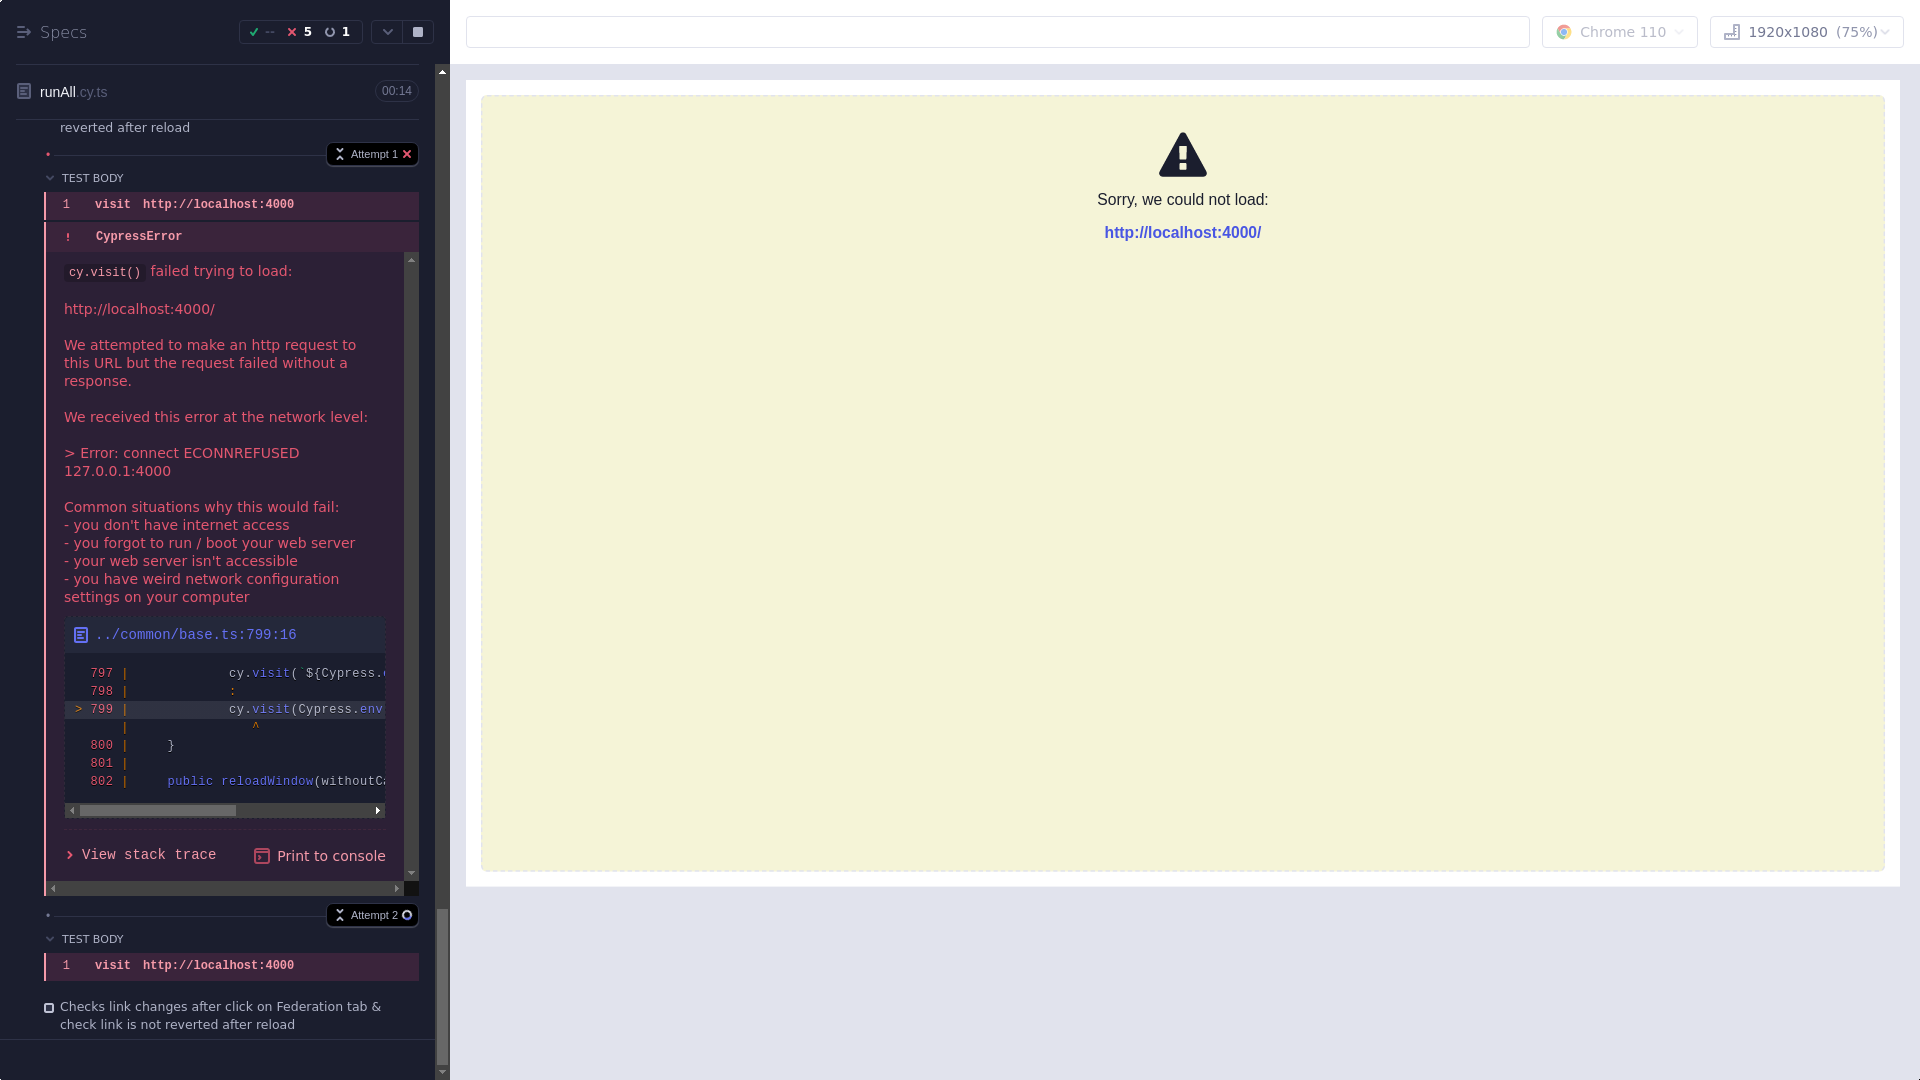 Specs
-- 5 1
Chrome 110
1920x1080 (75%)
runAll.cy.ts
00:14
reverted after reload
Attempt 1
TEST BODY
1 visit http://localhost:4000
! CypressError
cy.visit() failed trying to load:
http://localhost:4000/
We attempted to make an http request to
this URL but the request failed without a
response.
We received this error at the network level:
> Error: connect ECONNREFUSED
127.0.0.1:4000
Common situations why this would fail:
- you don't have internet access
- you forgot to run / boot your web server
- your web server isn't accessible
- you have weird network configuration
settings on your computer
../common/base.ts:799:16
797 | cy.visit(`${Cypress.
798 | :
> 799 | cy.visit(Cypress.env
| ^
800 | }
801 |
802 | public reloadWindow(withoutCa
View stack trace
Print to console
Attempt 2
TEST BODY
1 visit http://localhost:4000
Checks link changes after click on Federation tab &
check link is not reverted after reload
Sorry, we could not load:
http://localhost:4000/